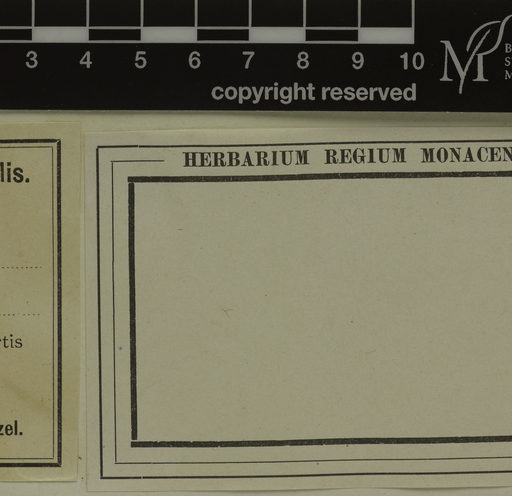 3 4 5 6 7 8 9 10
copyright reserved
M B
S
M
lis.
HERBARIUM REGIUM MONACEN
rtis
zel.